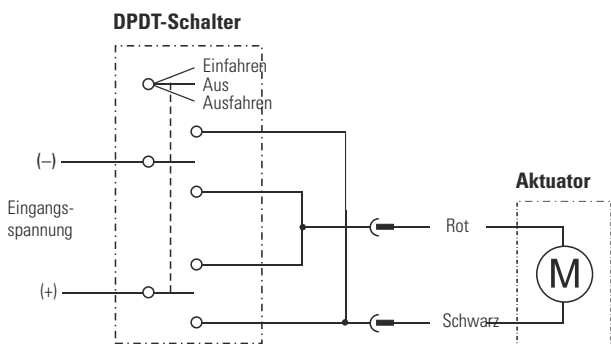 DPDT-Schalter
Einfahren
Aus
Ausfahren
(–)
Eingangs-
spannung
(+)
Rot
Schwarz
Aktuator
M